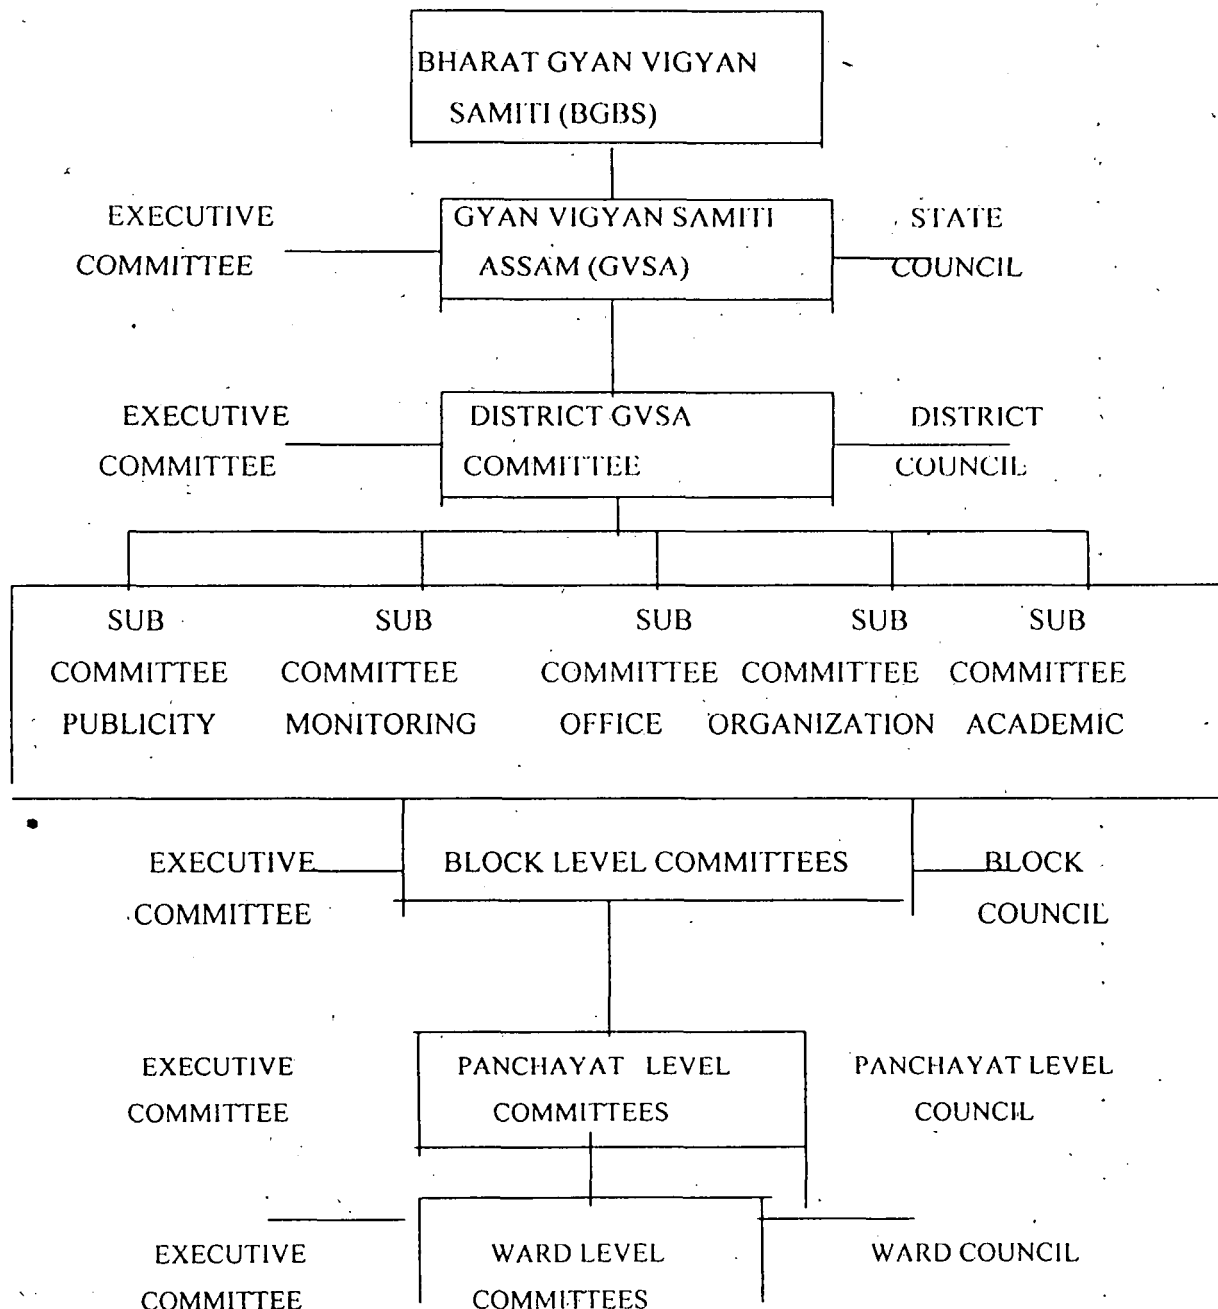 BHARAT GYAN VIGYAN
SAMITI (BGBS)
EXECUTIVE GYAN VIGYAN SAMITI STATE
COMMITTEE ASSAM (GVSA) COUNCIL
EXECUTIVE DISTRICT GVSA DISTRICT
COMMITTEE COMMITTEE COUNCIL
SUB SUB SUB SUB SUB
COMMITTEE COMMITTEE COMMITTEE COMMITTEE COMMITTEE
PUBLICITY MONITORING OFFICE ORGANIZATION ACADEMIC
EXECUTIVE BLOCK LEVEL COMMITTEES BLOCK
COMMITTEE COUNCIL
EXECUTIVE PANCHAYAT LEVEL PANCHAYAT LEVEL
COMMITTEE COMMITTEES COUNCIL
EXECUTIVE WARD LEVEL WARD COUNCIL
COMMITTEE COMMITTEES